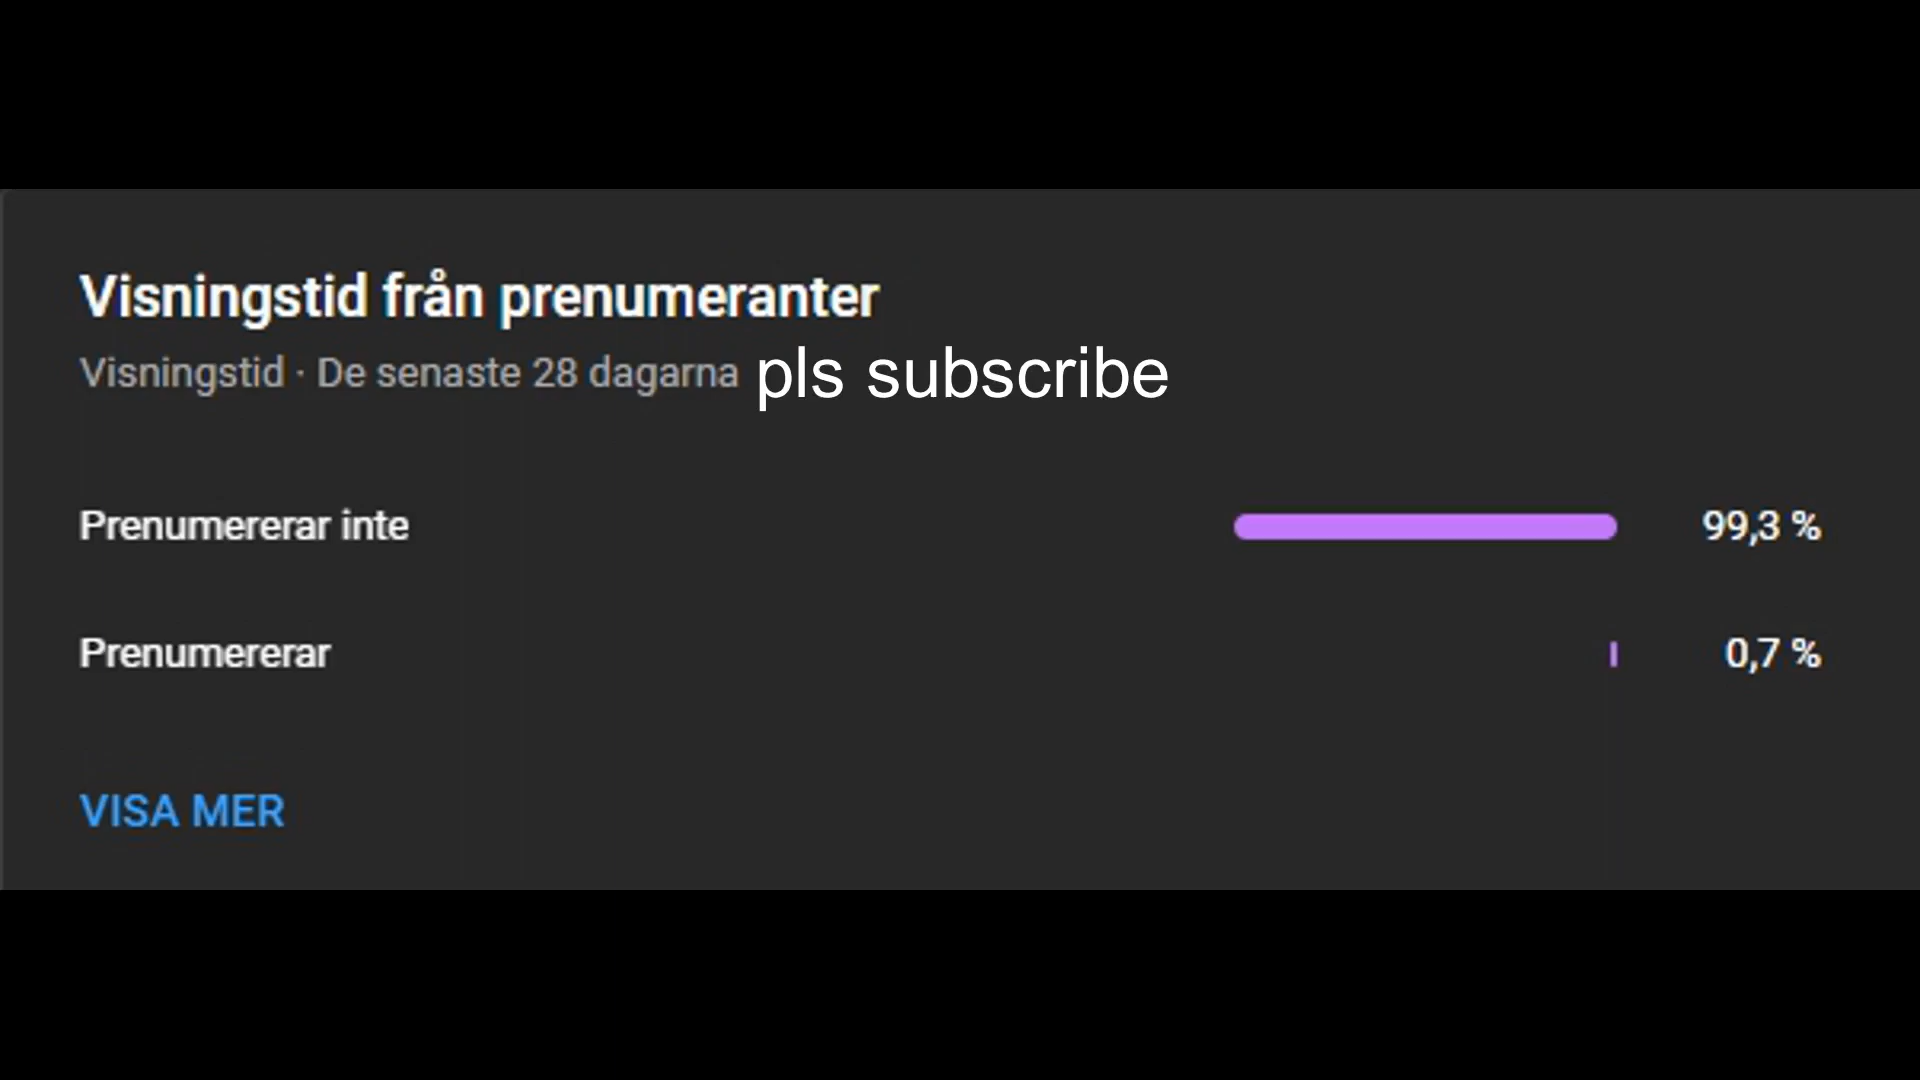 Visningstid från prenumeranter
Visningstid · De senaste 28 dagarna pls subscribe
Prenumererar inte 99,3 %
Prenumererar 0,7 %
VISA MER